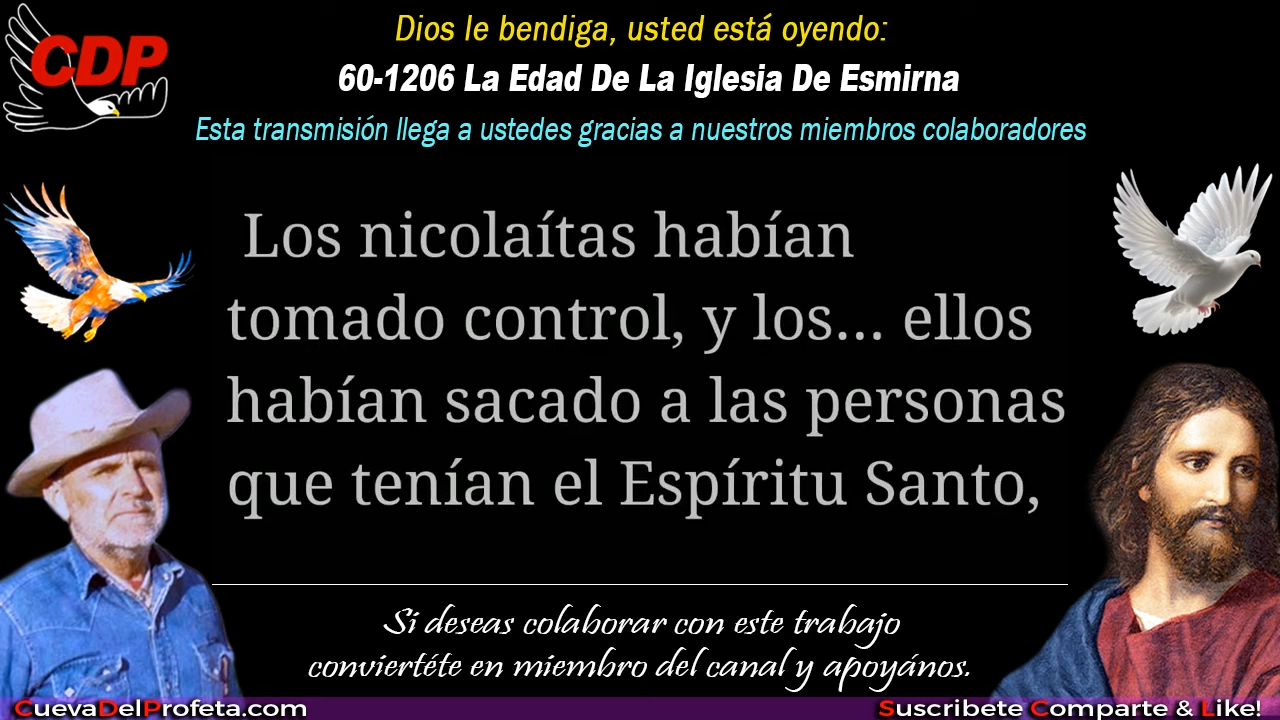 CDP
Dios le bendiga, usted está oyendo:
60-1206 La Edad De La Iglesia De Esmirna
Esta transmisión llega a ustedes gracias a nuestros miembros colaboradores
Los nicolaítas habían
tomado control, y los... ellos
habían sacado a las personas
que tenían el Espíritu Santo,
Si deseas colaborar con este trabajo
conviertéte en miembro del canal y apoyános.
CuevaDelProfeta.com
Suscribete Comparte & Like!